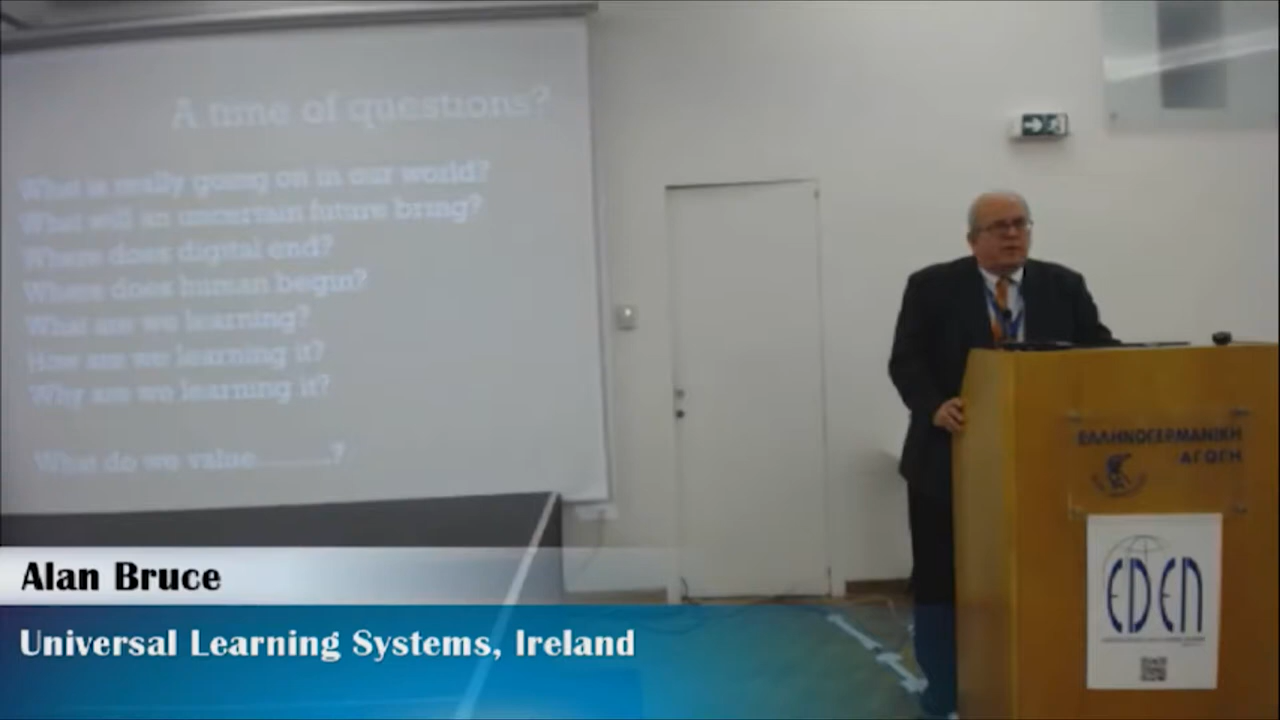 A time of questions?
What is really going on in our world?
What will an uncertain future bring?
Where does digital end?
Where does human begin?
What are we learning?
How are we learning it?
Why are we learning it?
What do we value..........?
ΕΛΛΗΝΟΓΕΡΜΑΝΙΚΗ
ΑΓΩΓΗ
EDEN
Alan Bruce
Universal Learning Systems, Ireland